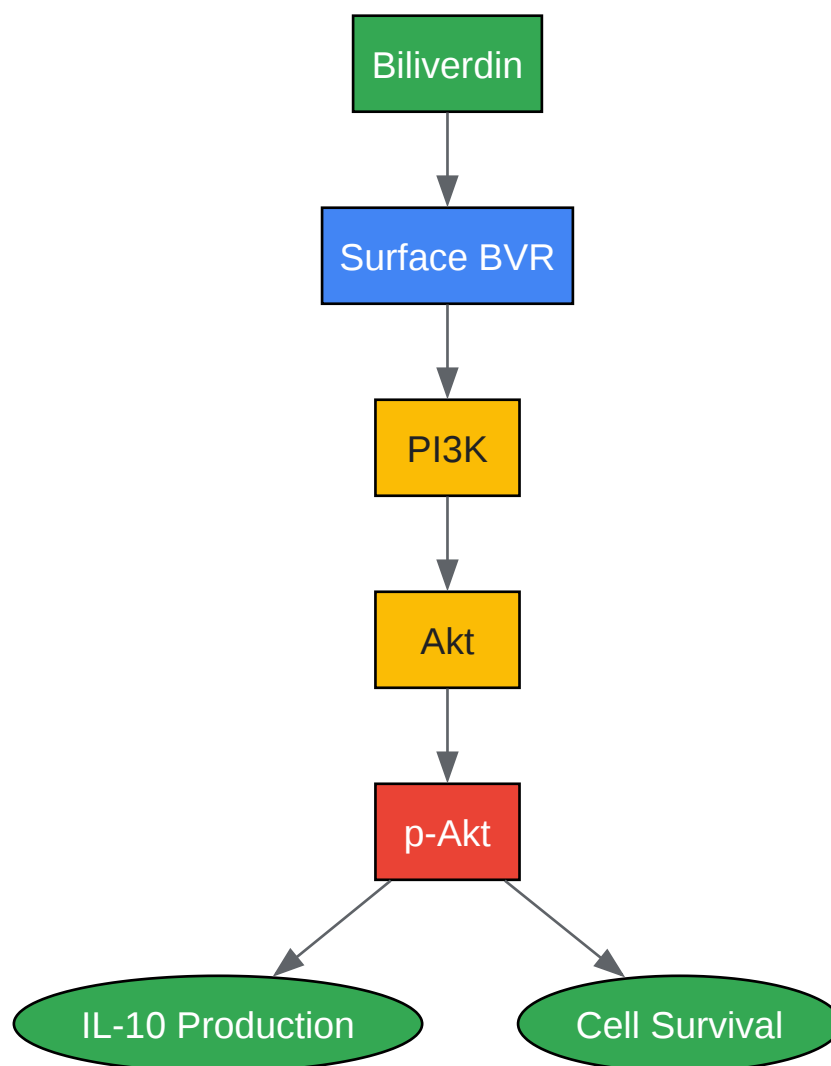 Biliverdin
Surface BVR
PI3K
Akt
p-Akt
IL-10 Production
Cell Survival